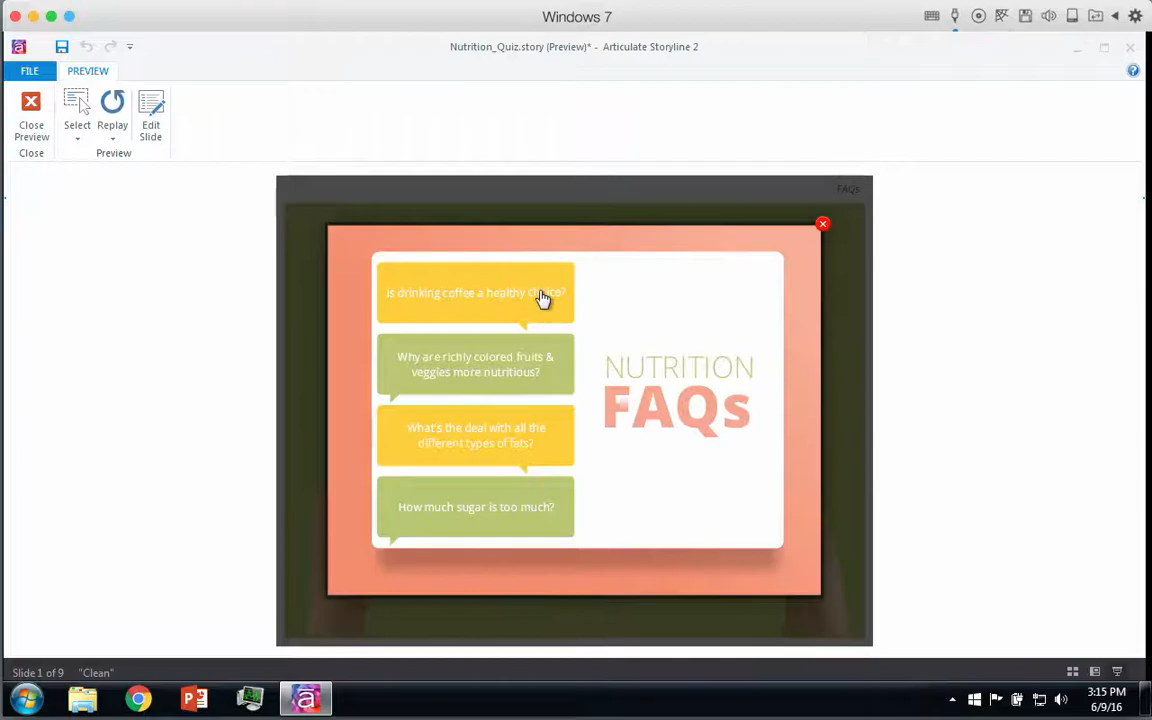 Windows 7
Nutrition_Quiz.story (Preview)* - Articulate Storyline 2
FILE
PREVIEW
Close
Preview
Select
Replay
Edit
Slide
Close
Preview
FAQs
Is drinking coffee a healthy choice?
Why are richly colored fruits &
veggies more nutritious?
What's the deal with all the
different types of fats?
How much sugar is too much?
NUTRITION
FAQs
Slide 1 of 9
"Clean"
3:15 PM
6/9/16